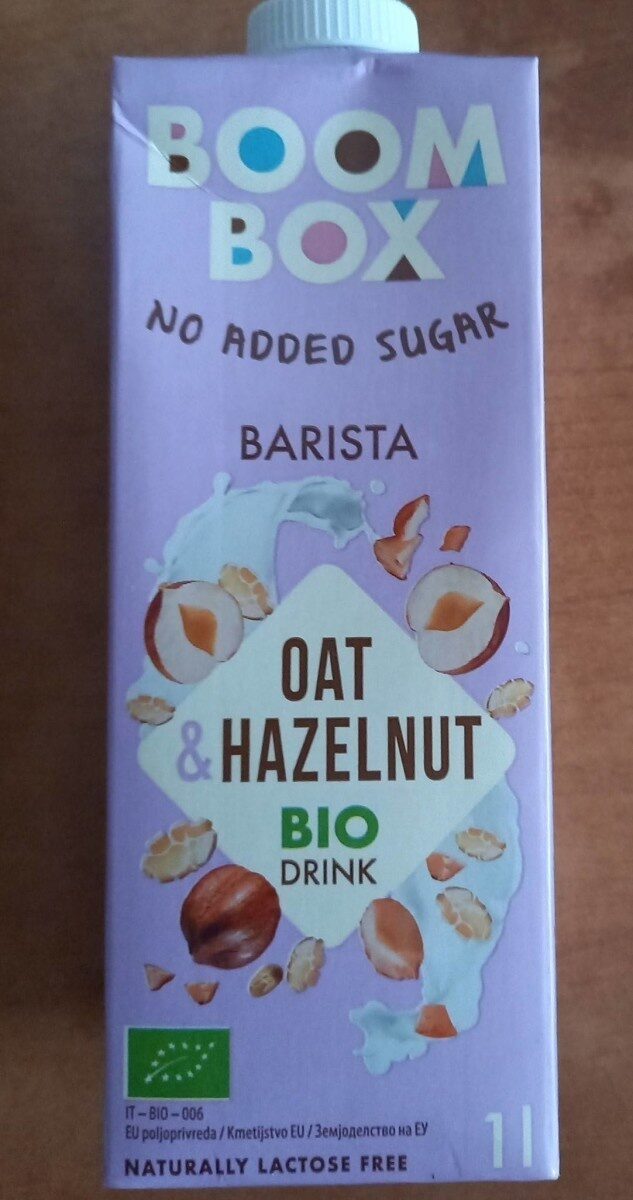 BOOM
BOX
NO ADDED SUGAR
BARISTA
OAT
& HAZELNUT
BIO
DRINK
IT – BIO – 006
EU poljoprivreda / Kmetijstvo EU / Земјоделство на ЕУ
NATURALLY LACTOSE FREE
1 l